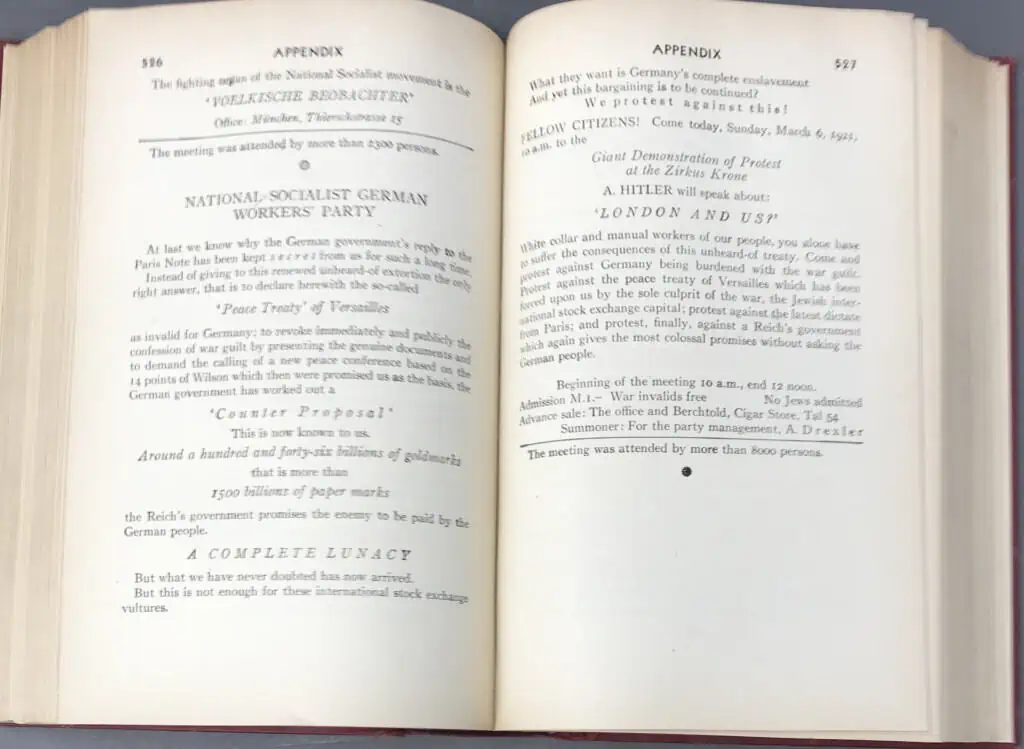 526
APPENDIX
The fighting organ of the National Socialist movement is the
'VOELKISCHE BEOBACHTER'
Office: München, Thierschstrasse 15
The meeting was attended by more than 2300 persons.
NATIONAL-SOCIALIST GERMAN
WORKERS' PARTY
At last we know why the German government's reply to the
Paris Note has been kept secret from us for such a long time.
Instead of giving to this renewed unheard-of extortion the only
right answer, that is to declare herewith the so-called
'Peace Treaty' of Versailles
as invalid for Germany; to revoke immediately and publicly the
confession of war guilt by presenting the genuine documents and
to demand the calling of a new peace conference based on the
14 points of Wilson which then were promised us as the basis, the
German government has worked out a
'Counter Proposal'
This is now known to us.
Around a hundred and forty-six billions of goldmarks
that is more than
1500 billions of paper marks
the Reich's government promises the enemy to be paid by the
German people.
A COMPLETE LUNACY
But what we have never doubted has now arrived.
But this is not enough for these international stock exchange
vultures.
APPENDIX
527
What they want is Germany's complete enslavement
And yet this bargaining is to be continued?
We protest against this!
FELLOW CITIZENS! Come today, Sunday, March 6, 1921,
10 a.m. to the
Giant Demonstration of Protest
at the Zirkus Krone
A. HITLER will speak about:
'LONDON AND US?'
White collar and manual workers of our people, you alone have
to suffer the consequences of this unheard-of treaty. Come and
protest against Germany being burdened with the war guilt.
Protest against the peace treaty of Versailles which has been
forced upon us by the sole culprit of the war, the Jewish inter-
national stock exchange capital; protest against the latest dictate
from Paris; and protest, finally, against a Reich's government
which again gives the most colossal promises without asking the
German people.
Beginning of the meeting 10 a.m., end 12 noon.
Admission M.1.- War invalids free No Jews admitted
Advance sale: The office and Berchtold, Cigar Store, Tal 54
Summoner: For the party management, A. Drexler
The meeting was attended by more than 8000 persons.